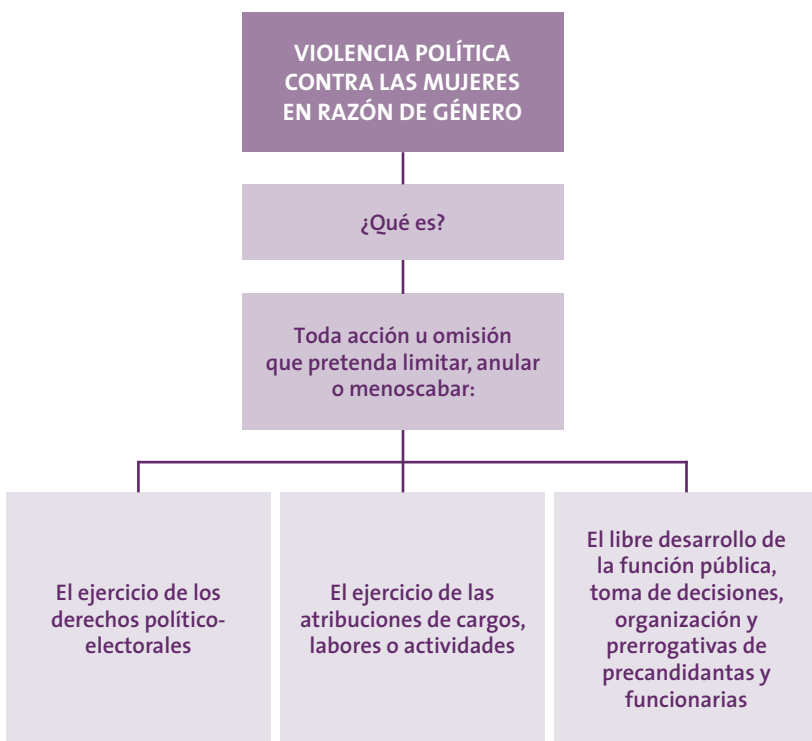 VIOLENCIA POLÍTICA
CONTRA LAS MUJERES
EN RAZÓN DE GÉNERO
¿Qué es?
Toda acción u omisión
que pretenda limitar, anular
o menoscabar:
El ejercicio de los
derechos político-
electorales
El ejercicio de las
atribuciones de cargos,
labores o actividades
El libre desarrollo de
la función pública,
toma de decisiones,
organización y
prerrogativas de
precandidantas y
funcionarias